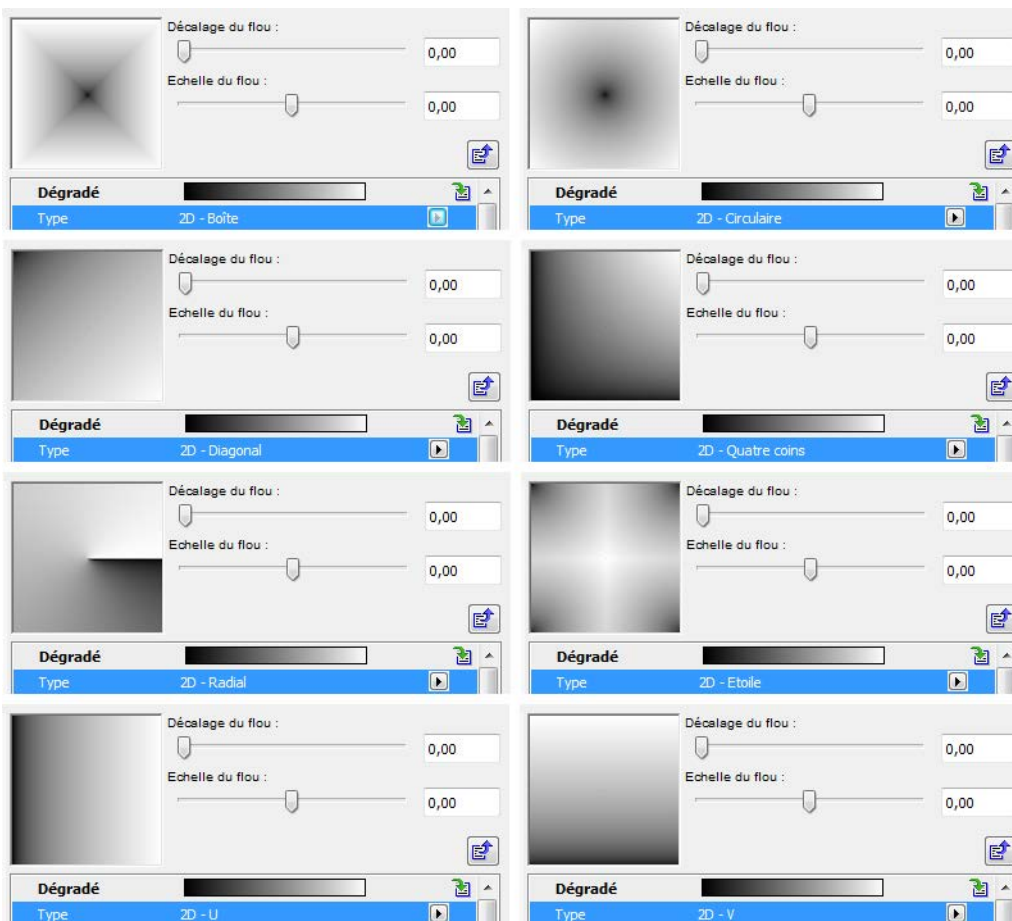 Décalage du flou :
0,00
Echelle du flou :
0,00
Dégradé
Type 2D - Boîte
Décalage du flou :
0,00
Echelle du flou :
0,00
Dégradé
Type 2D - Circulaire
Décalage du flou :
0,00
Echelle du flou :
0,00
Dégradé
Type 2D - Diagonal
Décalage du flou :
0,00
Echelle du flou :
0,00
Dégradé
Type 2D - Quatre coins
Décalage du flou :
0,00
Echelle du flou :
0,00
Dégradé
Type 2D - Radial
Décalage du flou :
0,00
Echelle du flou :
0,00
Dégradé
Type 2D - Etoile
Décalage du flou :
0,00
Echelle du flou :
0,00
Dégradé
Type 2D - U
Décalage du flou :
0,00
Echelle du flou :
0,00
Dégradé
Type 2D - V